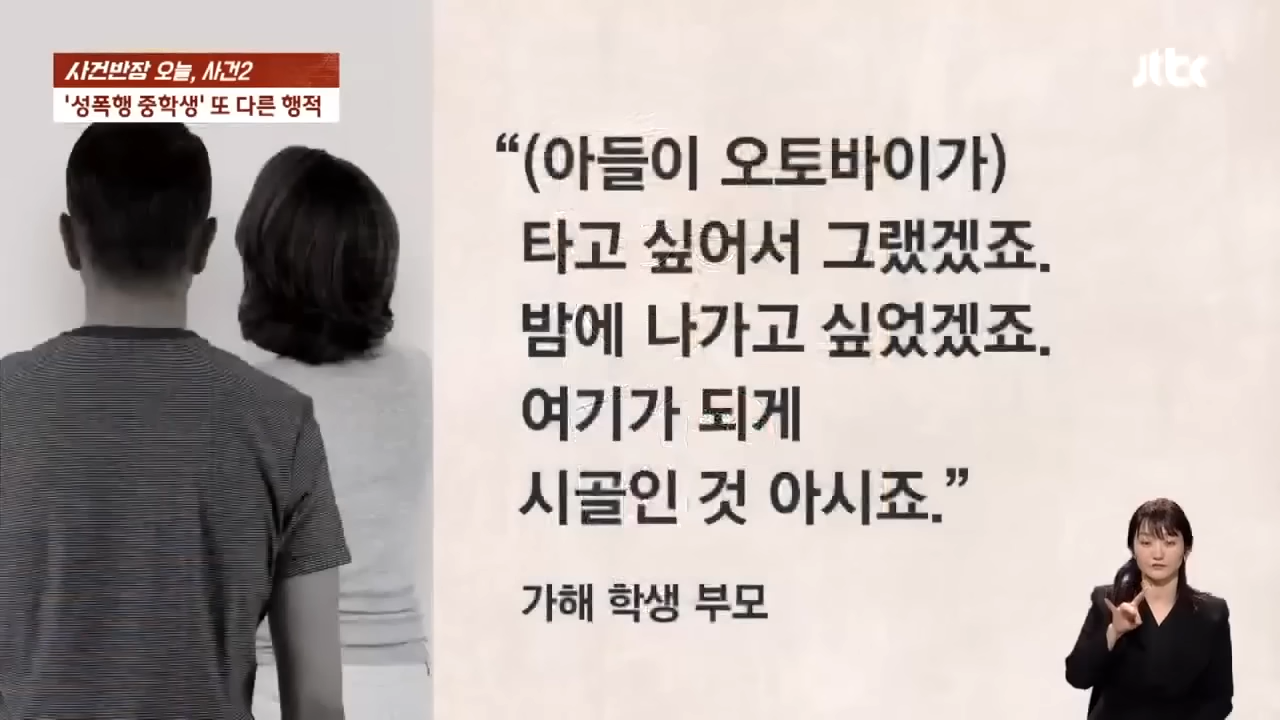 사건반장 오늘, 사건2
'성폭행 중학생' 또 다른 행적
jtbc
“(아들이 오토바이가)
타고 싶어서 그랬겠죠.
밤에 나가고 싶었겠죠.
여기가 되게
시골인 것 아시죠.”
가해 학생 부모